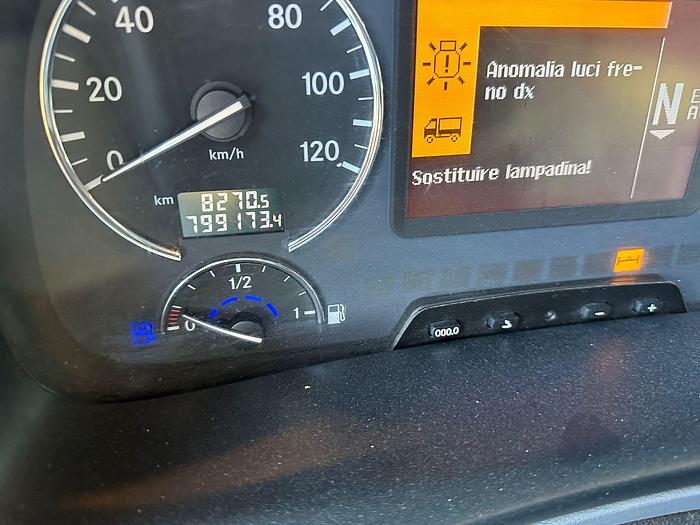 40
80
20
100
0
120
km/h
km
8270.5
799173.4
1/2
0
1
Anomalia luci fre-
no dx
Sostituire lampadina!
N
E
A
000.0
- +